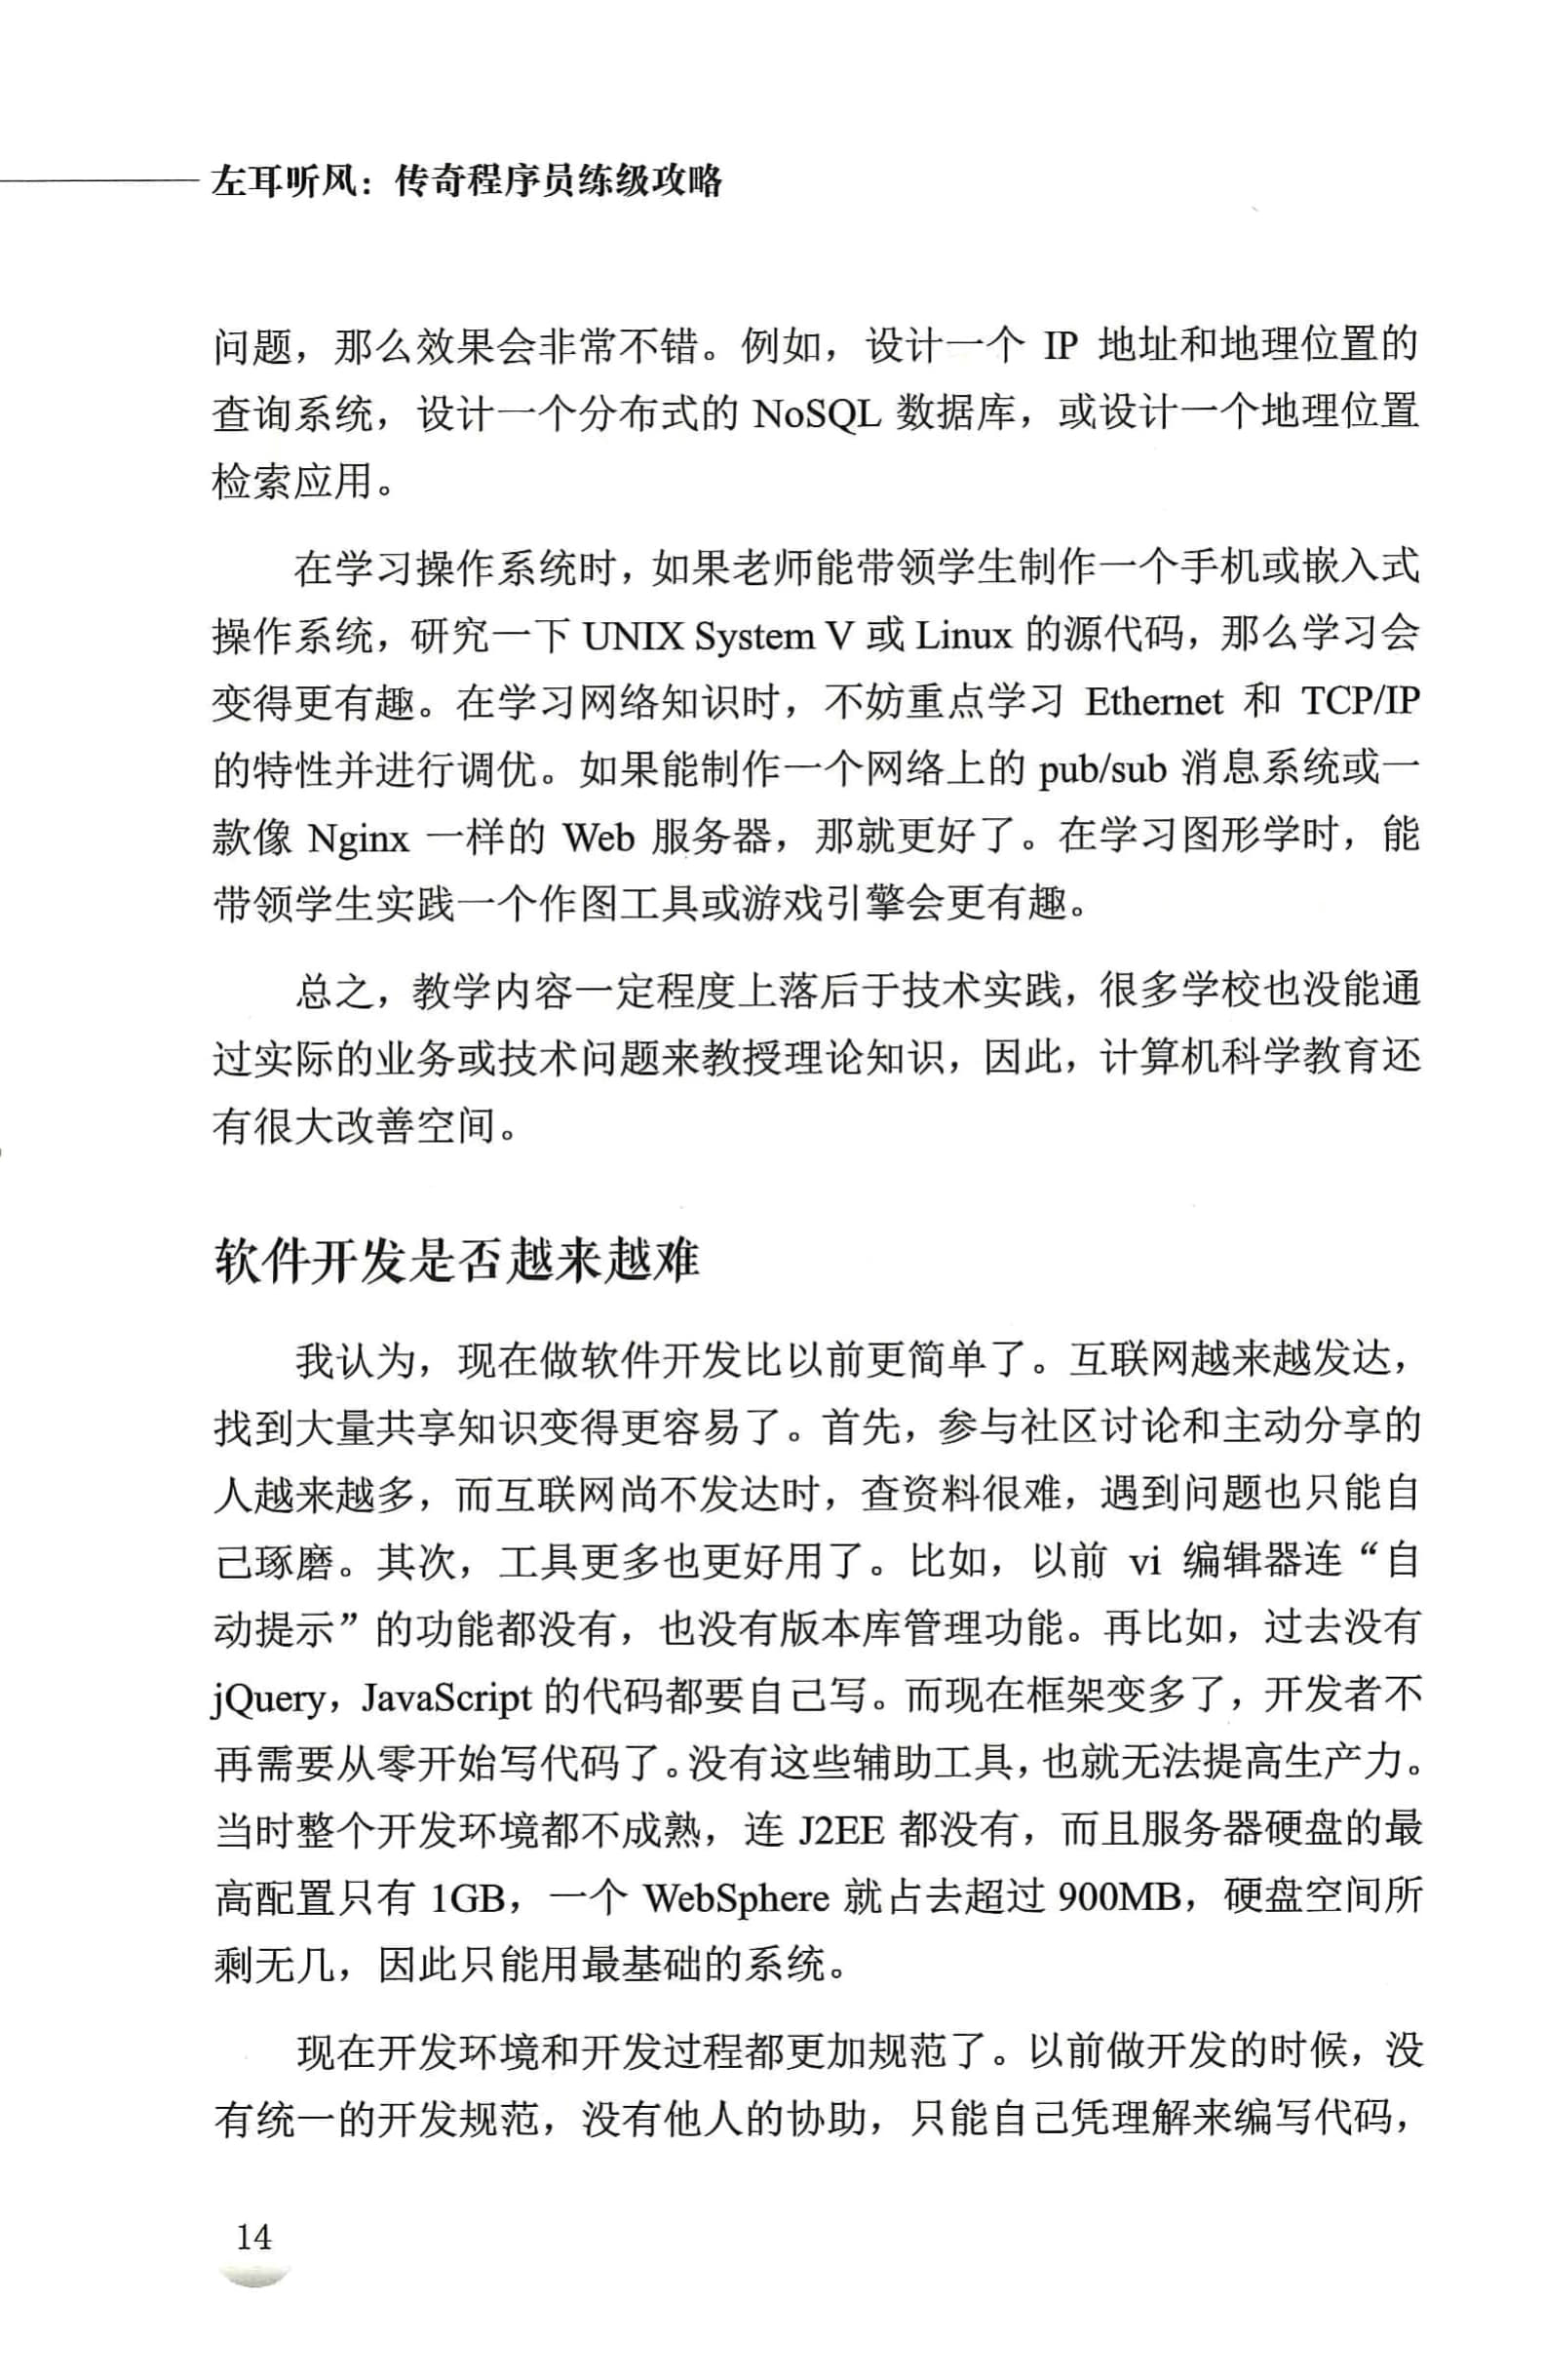 左耳听风：传奇程序员练级攻略
问题，那么效果会非常不错。例如，设计一个 IP 地址和地理位置的
查询系统，设计一个分布式的 NoSQL 数据库，或设计一个地理位置
检索应用。
在学习操作系统时，如果老师能带领学生制作一个手机或嵌入式
操作系统，研究一下 UNIX System V 或 Linux 的源代码，那么学习会
变得更有趣。在学习网络知识时，不妨重点学习 Ethernet 和 TCP/IP
的特性并进行调优。如果能制作一个网络上的 pub/sub 消息系统或一
款像 Nginx 一样的 Web 服务器，那就更好了。在学习图形学时，能
带领学生实践一个作图工具或游戏引擎会更有趣。
总之，教学内容一定程度上落后于技术实践，很多学校也没能通
过实际的业务或技术问题来教授理论知识，因此，计算机科学教育还
有很大改善空间。
软件开发是否越来越难
我认为，现在做软件开发比以前更简单了。互联网越来越发达，
找到大量共享知识变得更容易了。首先，参与社区讨论和主动分享的
人越来越多，而互联网尚不发达时，查资料很难，遇到问题也只能自
己琢磨。其次，工具更多也更好用了。比如，以前 vi 编辑器连“自
动提示”的功能都没有，也没有版本库管理功能。再比如，过去没有
jQuery，JavaScript 的代码都要自己写。而现在框架变多了，开发者不
再需要从零开始写代码了。没有这些辅助工具，也就无法提高生产力。
当时整个开发环境都不成熟，连 J2EE 都没有，而且服务器硬盘的最
高配置只有 1GB，一个 WebSphere 就占去超过 900MB，硬盘空间所
剩无几，因此只能用最基础的系统。
现在开发环境和开发过程都更加规范了。以前做开发的时候，没
有统一的开发规范，没有他人的协助，只能自己凭理解来编写代码，
14